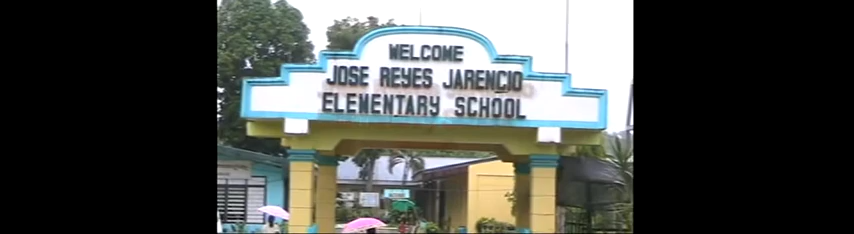 WELCOME
JOSE REYES JARENCIO
ELEMENTARY SCHOOL